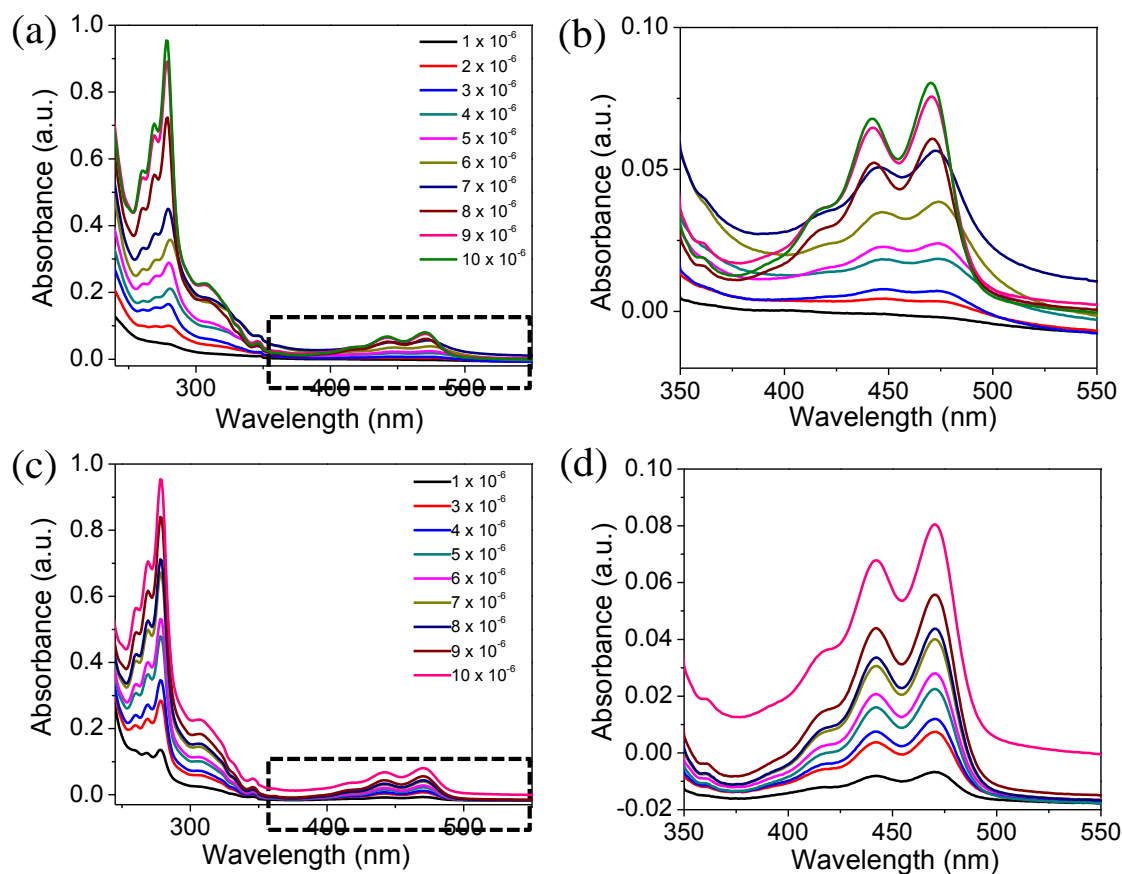 (a)
1.0
0.8
0.6
0.4
0.2
0.0
Absorbance (a.u.)
300
400
500
Wavelength (nm)
1 x 10⁻⁶
2 x 10⁻⁶
3 x 10⁻⁶
4 x 10⁻⁶
5 x 10⁻⁶
6 x 10⁻⁶
7 x 10⁻⁶
8 x 10⁻⁶
9 x 10⁻⁶
10 x 10⁻⁶
(b)
0.10
0.05
0.00
Absorbance (a.u.)
350
400
450
500
550
Wavelength (nm)
(c)
1.0
0.8
0.6
0.4
0.2
0.0
Absorbance (a.u.)
300
400
500
Wavelength (nm)
1 x 10⁻⁶
3 x 10⁻⁶
4 x 10⁻⁶
5 x 10⁻⁶
6 x 10⁻⁶
7 x 10⁻⁶
8 x 10⁻⁶
9 x 10⁻⁶
10 x 10⁻⁶
(d)
0.10
0.08
0.06
0.04
0.02
0.00
-0.02
Absorbance (a.u.)
350
400
450
500
550
Wavelength (nm)